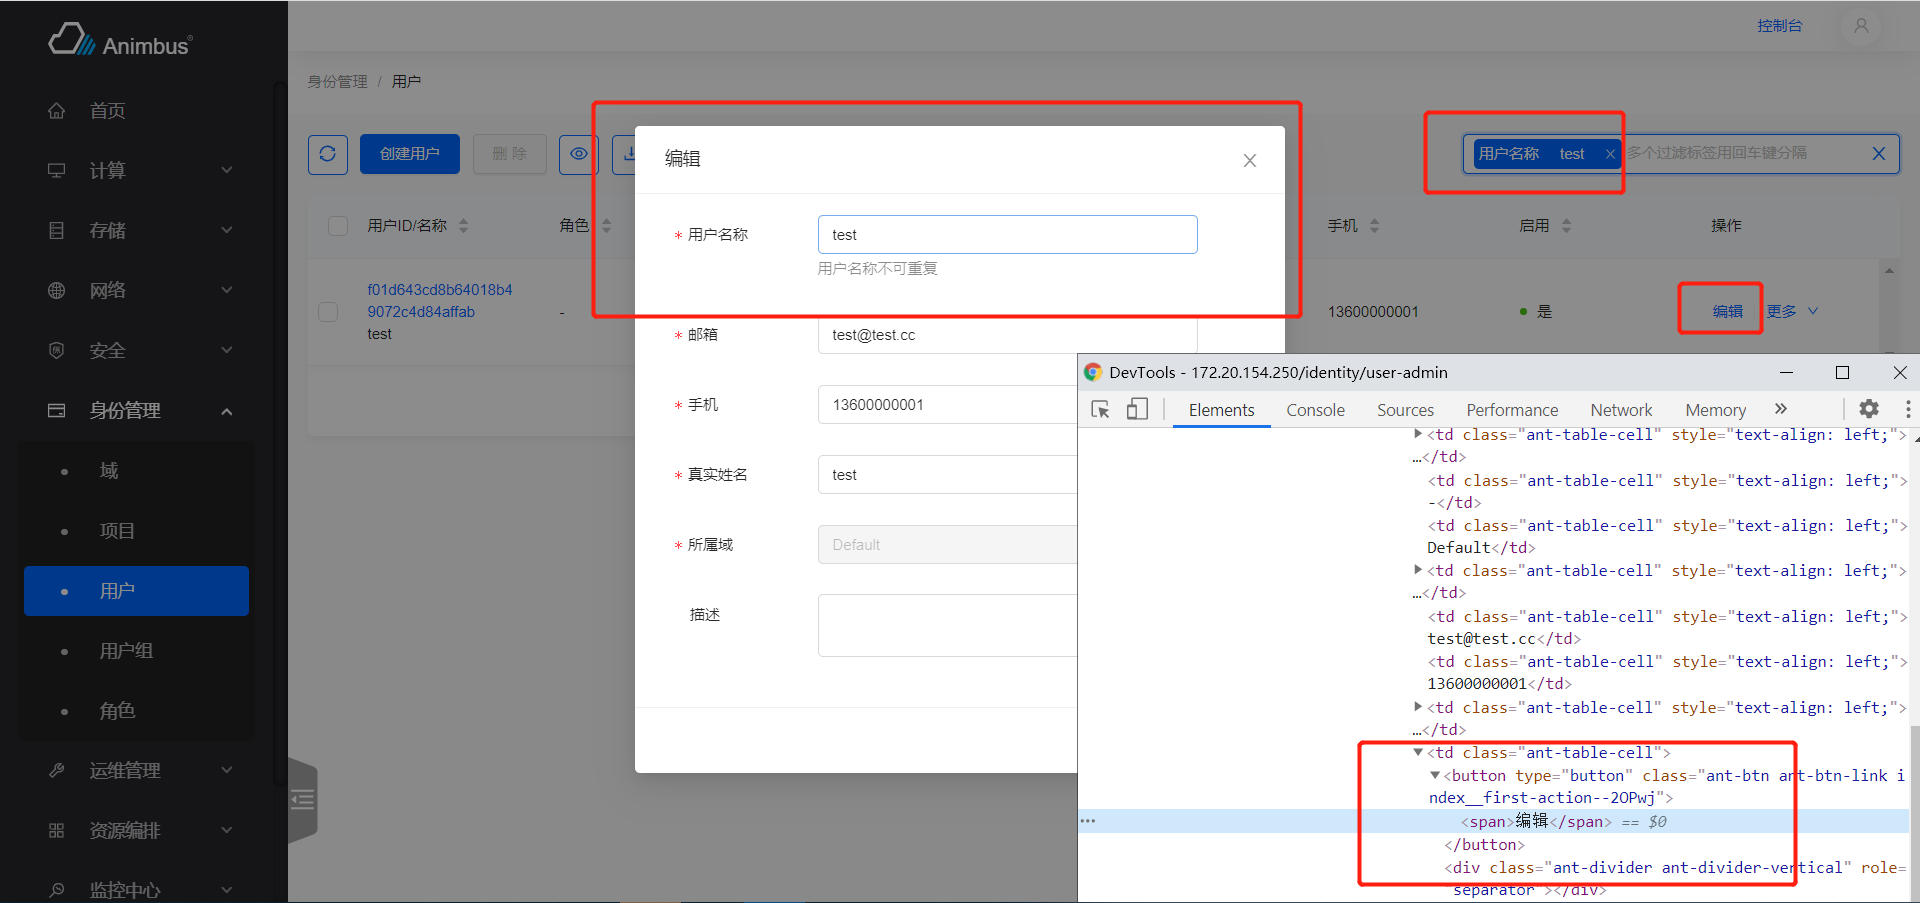 Animbus®
控制台
首页
计算
存储
网络
安全
身份管理
域
项目
用户
用户组
角色
运维管理
资源编排
监控中心
身份管理 / 用户
创建用户
删 除
用户名称 test
多个过滤标签用回车键分隔
用户ID/名称
角色
手机
启用
操作
f01d643cd8b64018b4
9072c4d84affab
test
-
13600000001
是
编辑
更多
编辑
* 用户名称
test
用户名称不可重复
* 邮箱
test@test.cc
* 手机
13600000001
* 真实姓名
test
* 所属域
Default
描述
DevTools - 172.20.154.250/identity/user-admin
Elements Console Sources Performance Network Memory »
<td class="ant-table-cell" style="text-align: left;">
…</td>
<td class="ant-table-cell" style="text-align: left;">
-</td>
<td class="ant-table-cell" style="text-align: left;">
Default</td>
<td class="ant-table-cell" style="text-align: left;">
…</td>
<td class="ant-table-cell" style="text-align: left;">
test@test.cc</td>
<td class="ant-table-cell" style="text-align: left;">
13600000001</td>
<td class="ant-table-cell" style="text-align: left;">
…</td>
<td class="ant-table-cell">
<button type="button" class="ant-btn ant-btn-link i
ndex__first-action--2OPwj">
<span>编辑</span> == $0
</button>
<div class="ant-divider ant-divider-vertical" role=
"separator"></div>